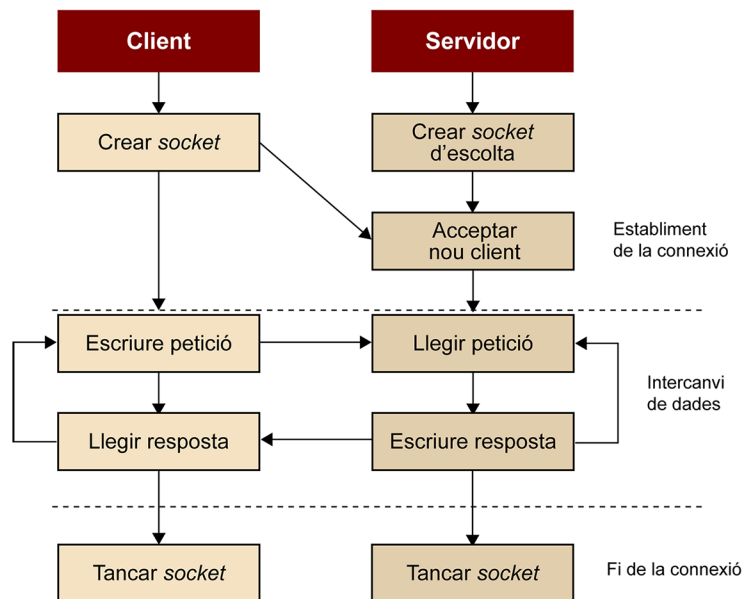 Client
Servidor
Crear socket
Crear socket
d'escolta
Acceptar
nou client
Establiment
de la connexió
Escriure petició
Llegir petició
Intercanvi
de dades
Llegir resposta
Escriure resposta
Tancar socket
Tancar socket
Fi de la connexió